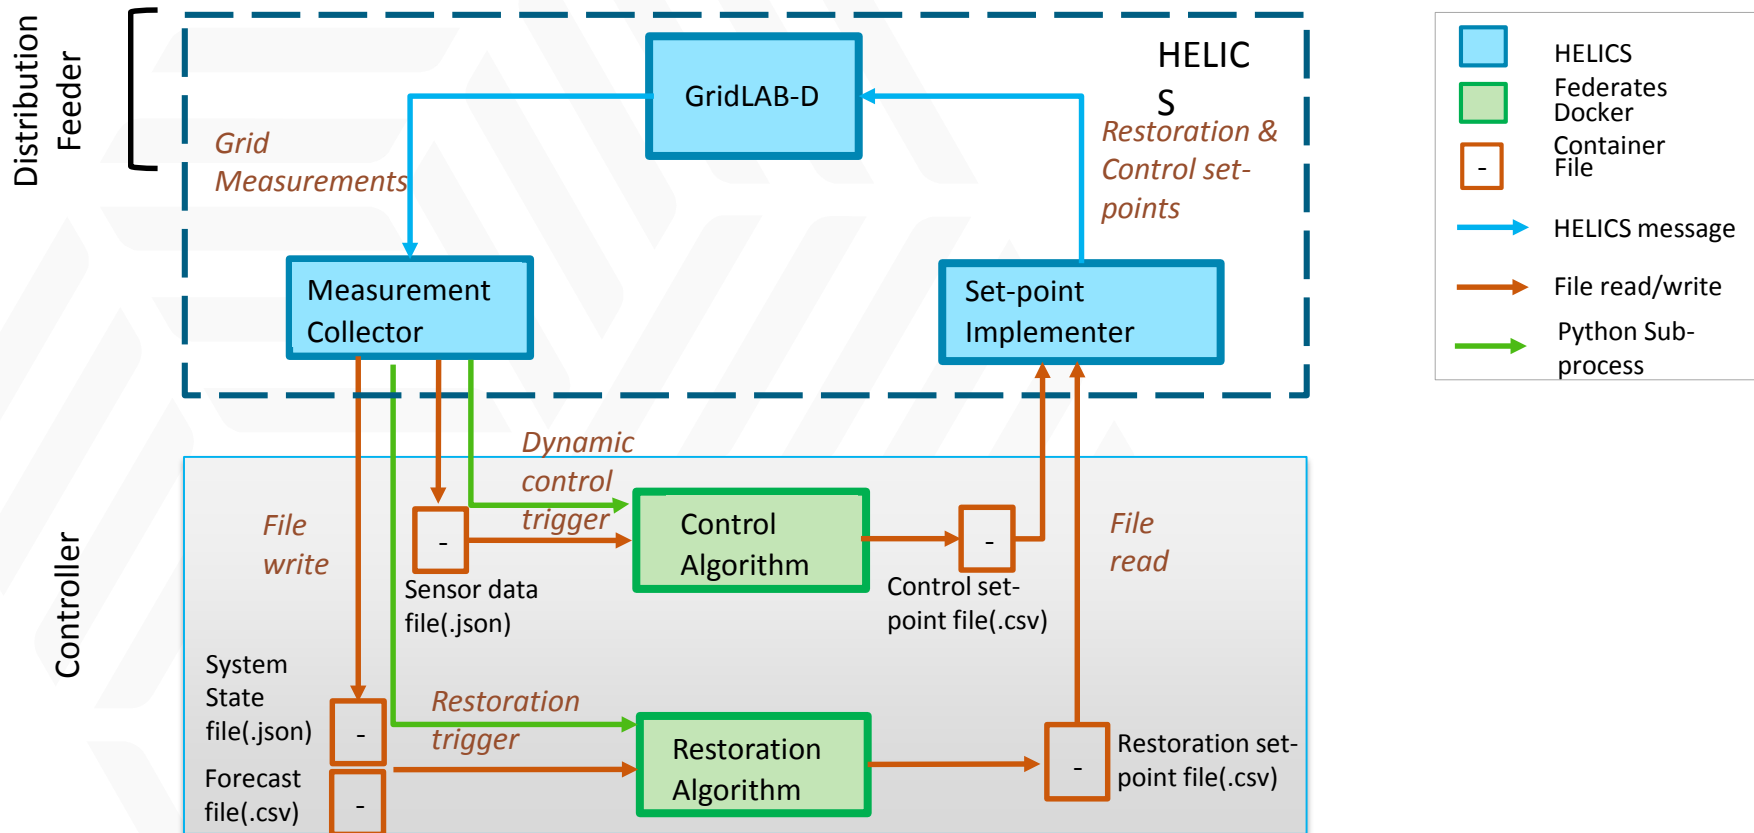 Distribution
Feeder
HELIC
S
GridLAB-D
Grid
Measurements
Restoration &
Control set-
points
Measurement
Collector
Set-point
Implementer
HELICS
Federates
Docker
Container
File
-
HELICS message
File read/write
Python Sub-
process
Controller
Dynamic
control
trigger
File
write
-
Sensor data
file(.json)
Control
Algorithm
-
Control set-
point file(.csv)
File
read
System
State
file(.json)
-
Restoration
trigger
Forecast
file(.csv)
-
Restoration
Algorithm
-
Restoration set-
point file(.csv)